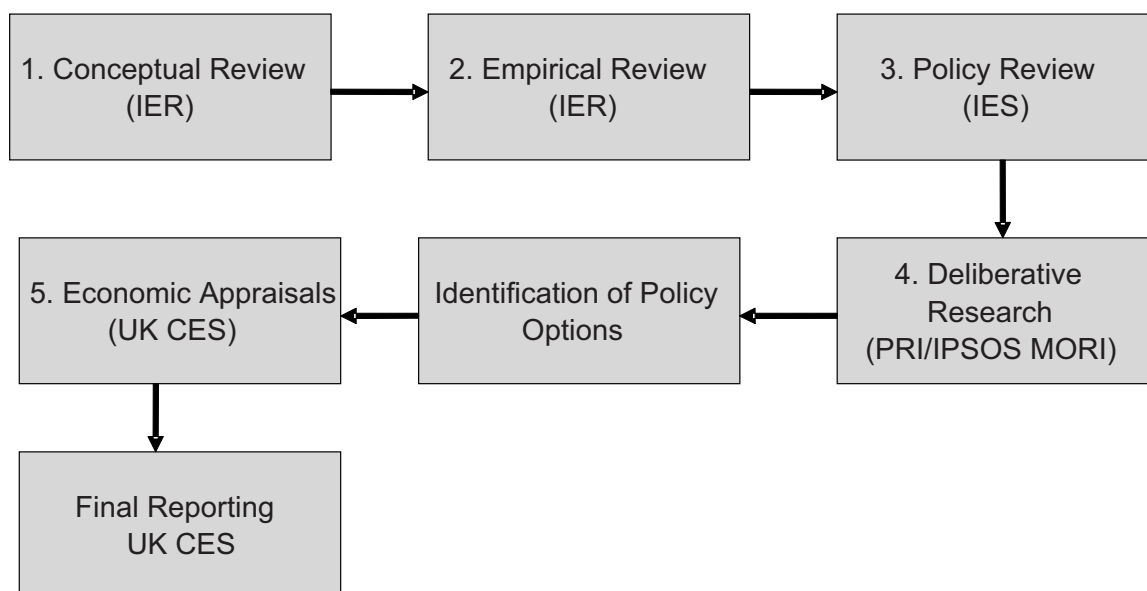 1. Conceptual Review
(IER)
2. Empirical Review
(IER)
3. Policy Review
(IES)
4. Deliberative
Research
(PRI/IPSOS MORI)
Identification of Policy
Options
5. Economic Appraisals
(UK CES)
Final Reporting
UK CES